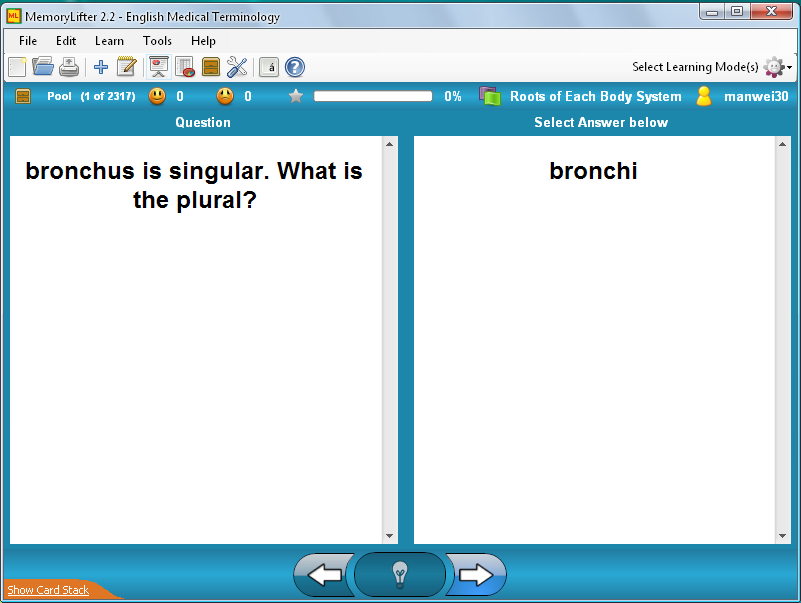 ML MemoryLifter 2.2 - English Medical Terminology
File Edit Learn Tools Help
á ? Select Learning Mode(s)
Pool (1 of 2317) 0 0 0% Roots of Each Body System manwei30
Question Select Answer below
bronchus is singular. What is
the plural?
bronchi
Show Card Stack